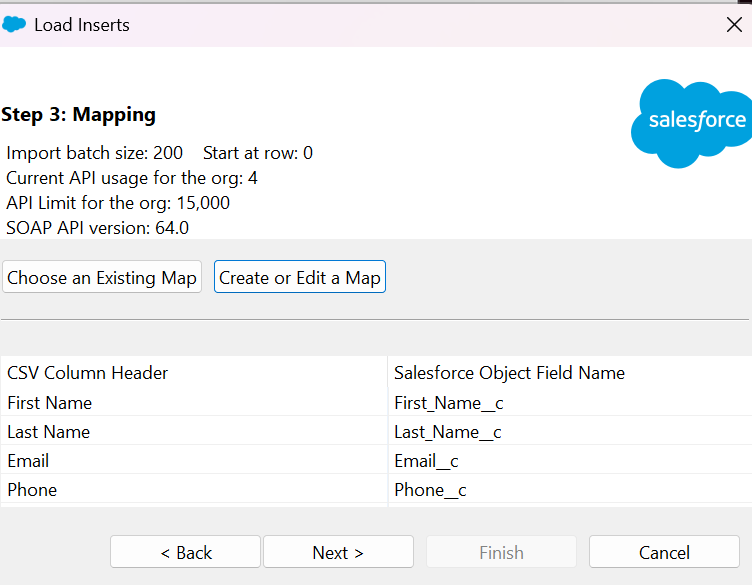 Load Inserts
Step 3: Mapping
salesforce
Import batch size: 200 Start at row: 0
Current API usage for the org: 4
API Limit for the org: 15,000
SOAP API version: 64.0
Choose an Existing Map Create or Edit a Map
CSV Column Header Salesforce Object Field Name
First Name First_Name__c
Last Name Last_Name__c
Email Email__c
Phone Phone__c
< Back Next > Finish Cancel